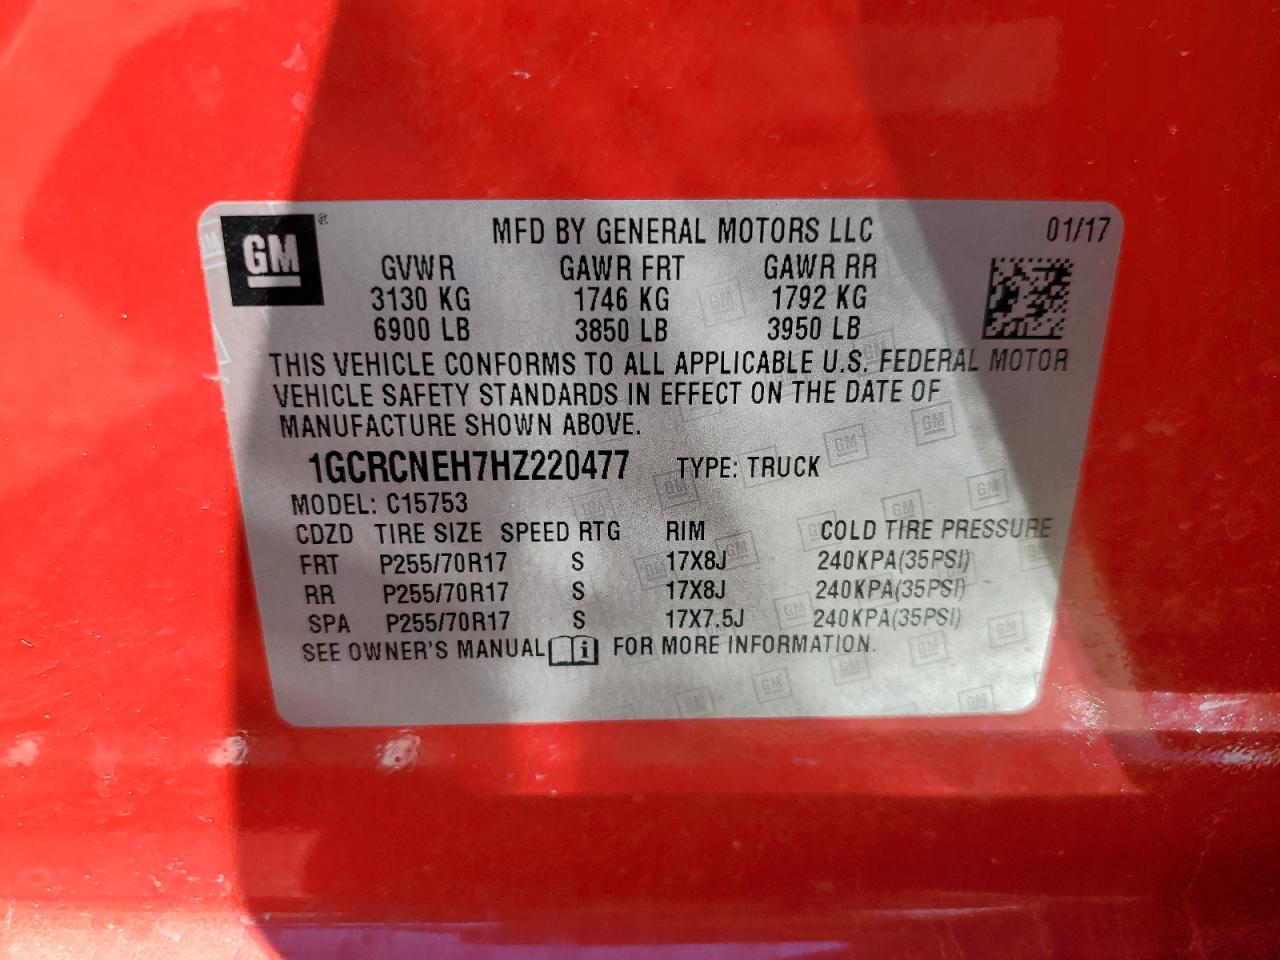 GM ® MFD BY GENERAL MOTORS LLC 01/17
GVWR GAWR FRT GAWR RR
3130 KG 1746 KG 1792 KG
6900 LB 3850 LB 3950 LB
THIS VEHICLE CONFORMS TO ALL APPLICABLE U.S. FEDERAL MOTOR
VEHICLE SAFETY STANDARDS IN EFFECT ON THE DATE OF
MANUFACTURE SHOWN ABOVE.
1GCRCNEH7HZ220477 TYPE: TRUCK
MODEL: C15753
CDZD TIRE SIZE SPEED RTG RIM COLD TIRE PRESSURE
FRT P255/70R17 S 17X8J 240KPA(35PSI)
RR P255/70R17 S 17X8J 240KPA(35PSI)
SPA P255/70R17 S 17X7.5J 240KPA(35PSI)
SEE OWNER'S MANUAL i FOR MORE INFORMATION.